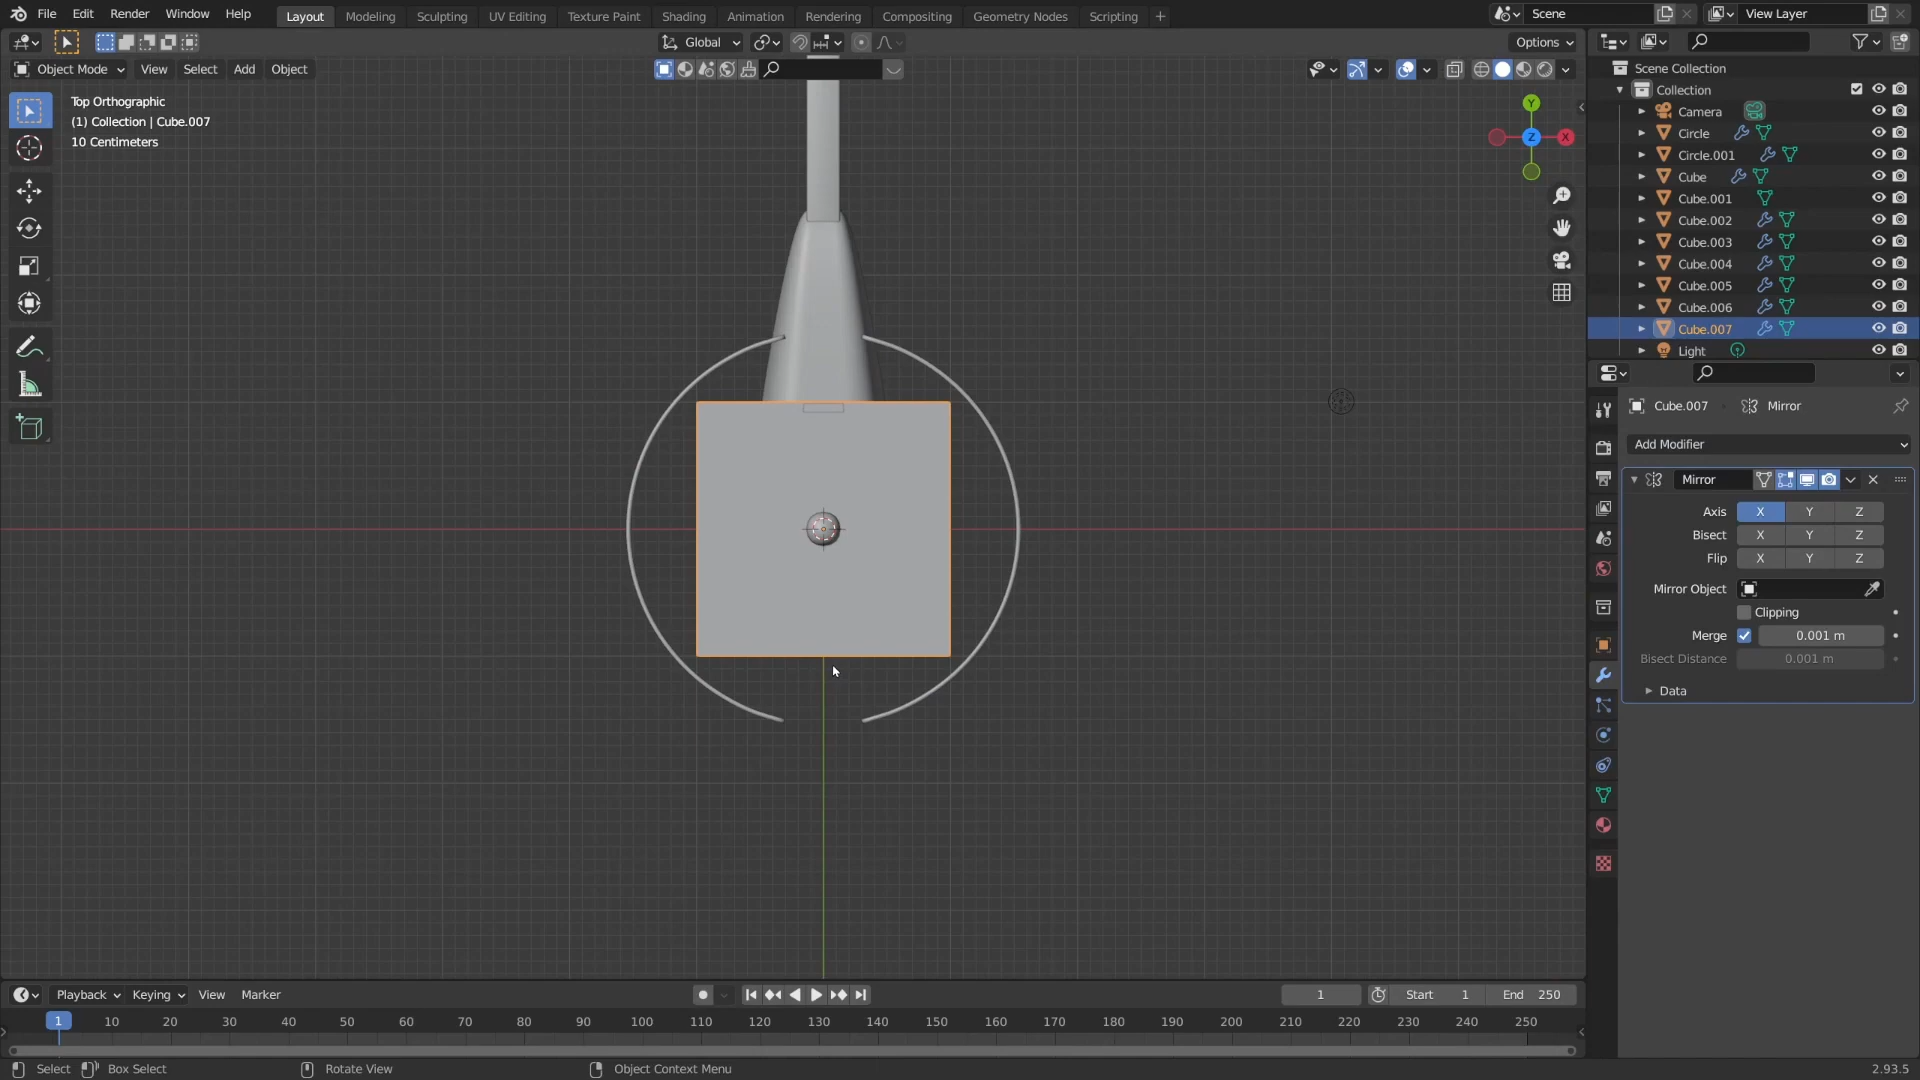 File Edit Render Window Help Layout Modeling Sculpting UV Editing Texture Paint Shading Animation Rendering Compositing Geometry Nodes Scripting + Scene View Layer
Global Options
Object Mode View Select Add Object
Top Orthographic
(1) Collection | Cube.007
10 Centimeters
Y
Z
X
Scene Collection
Collection
Camera
Circle
Circle.001
Cube
Cube.001
Cube.002
Cube.003
Cube.004
Cube.005
Cube.006
Cube.007
Light
Cube.007 Mirror
Add Modifier
Mirror
Axis X Y Z
Bisect X Y Z
Flip X Y Z
Mirror Object
Clipping
Merge 0.001 m
Bisect Distance 0.001 m
Data
Playback Keying View Marker 1 Start 1 End 250
1 10 20 30 40 50 60 70 80 90 100 110 120 130 140 150 160 170 180 190 200 210 220 230 240 250
Select Box Select Rotate View Object Context Menu 2.93.5